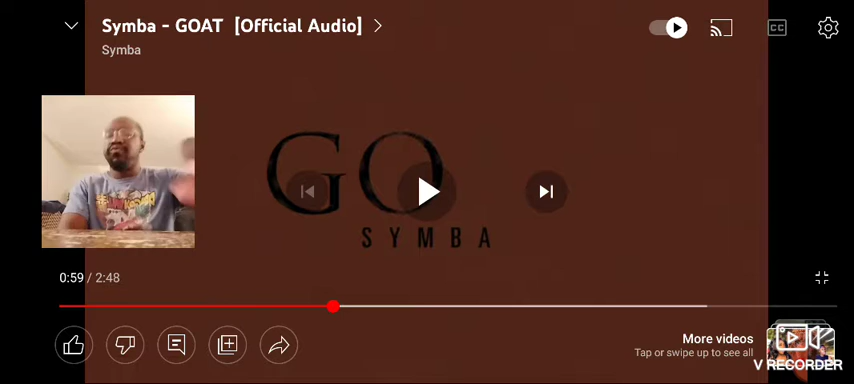 Symba - GOAT [Official Audio]
Symba
CC
GO
SYMBA
0:59 / 2:48
More videos
Tap or swipe up to see all
V RECORDER